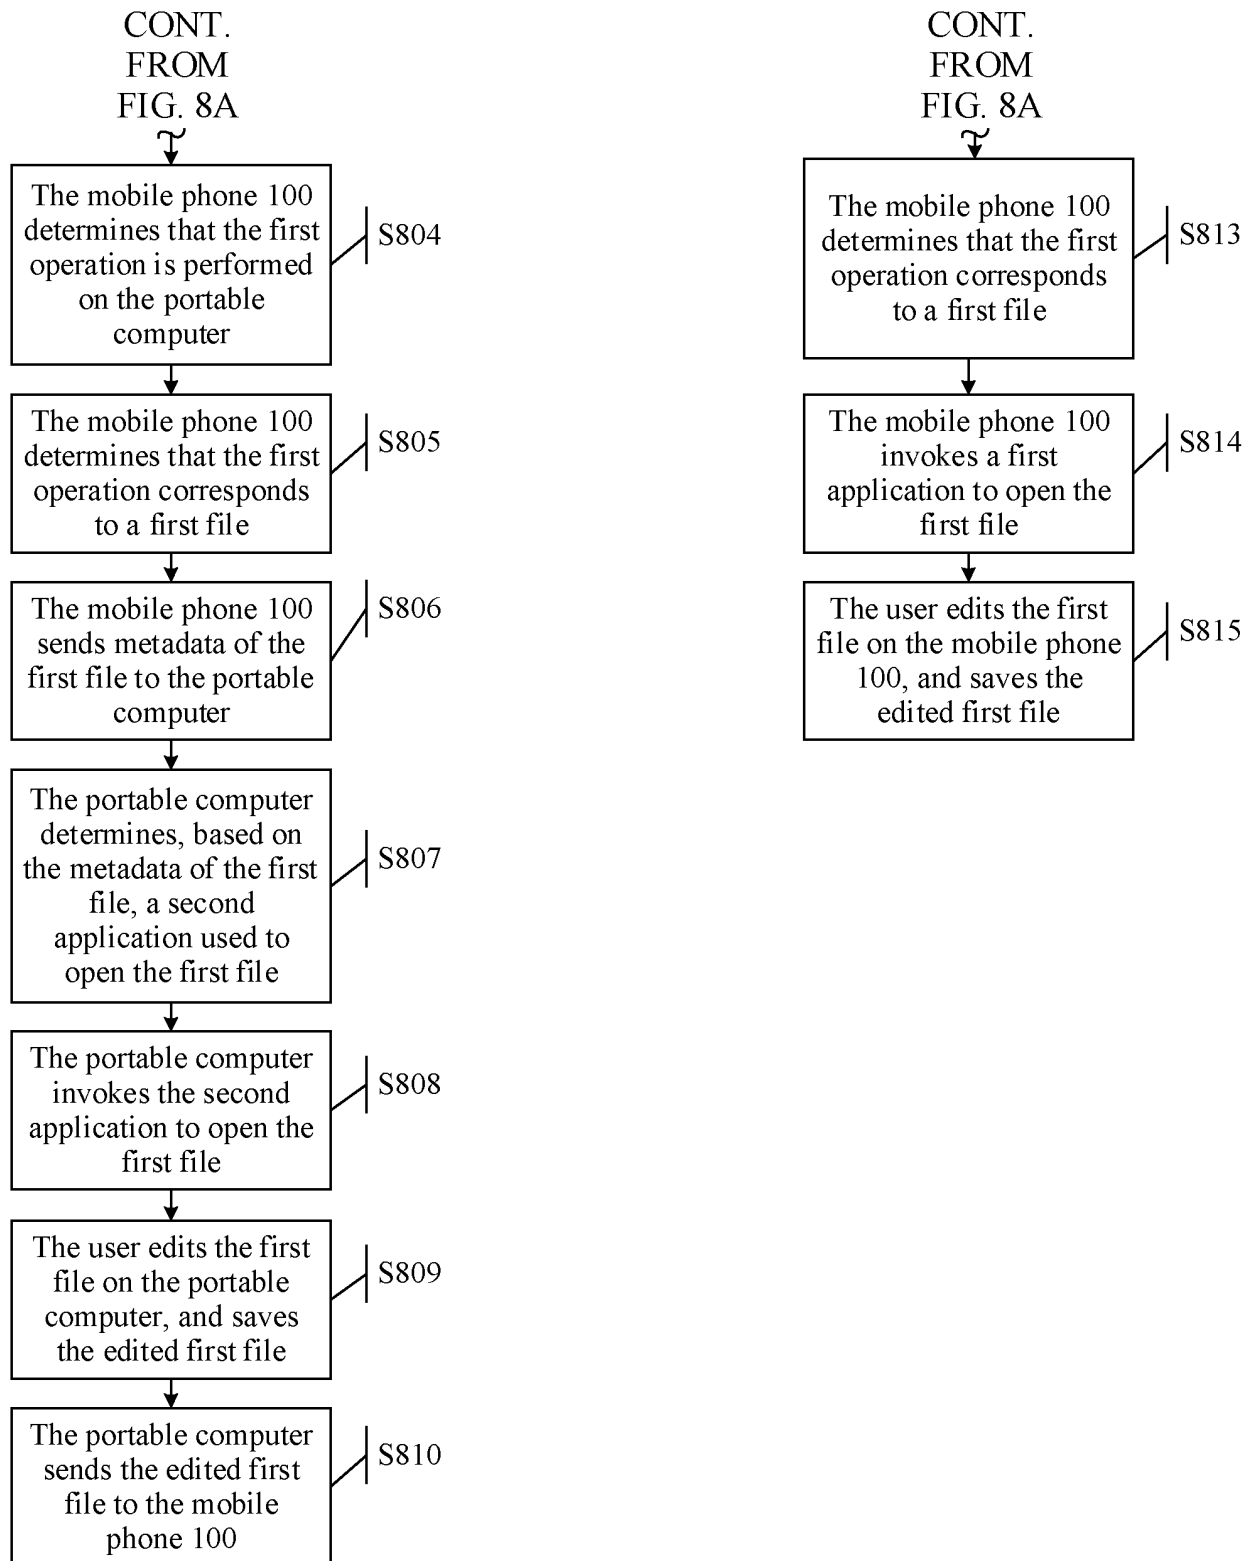 CONT.
FROM
FIG. 8A
The mobile phone 100
determines that the first
operation is performed
on the portable
computer
S804
The mobile phone 100
determines that the first
operation corresponds
to a first file
S805
The mobile phone 100
sends metadata of the
first file to the portable
computer
S806
The portable computer
determines, based on
the metadata of the first
file, a second
application used to
open the first file
S807
The portable computer
invokes the second
application to open the
first file
S808
The user edits the first
file on the portable
computer, and saves
the edited first file
S809
The portable computer
sends the edited first
file to the mobile
phone 100
S810
CONT.
FROM
FIG. 8A
The mobile phone 100
determines that the first
operation corresponds
to a first file
S813
The mobile phone 100
invokes a first
application to open the
first file
S814
The user edits the first
file on the mobile phone
100, and saves the
edited first file
S815